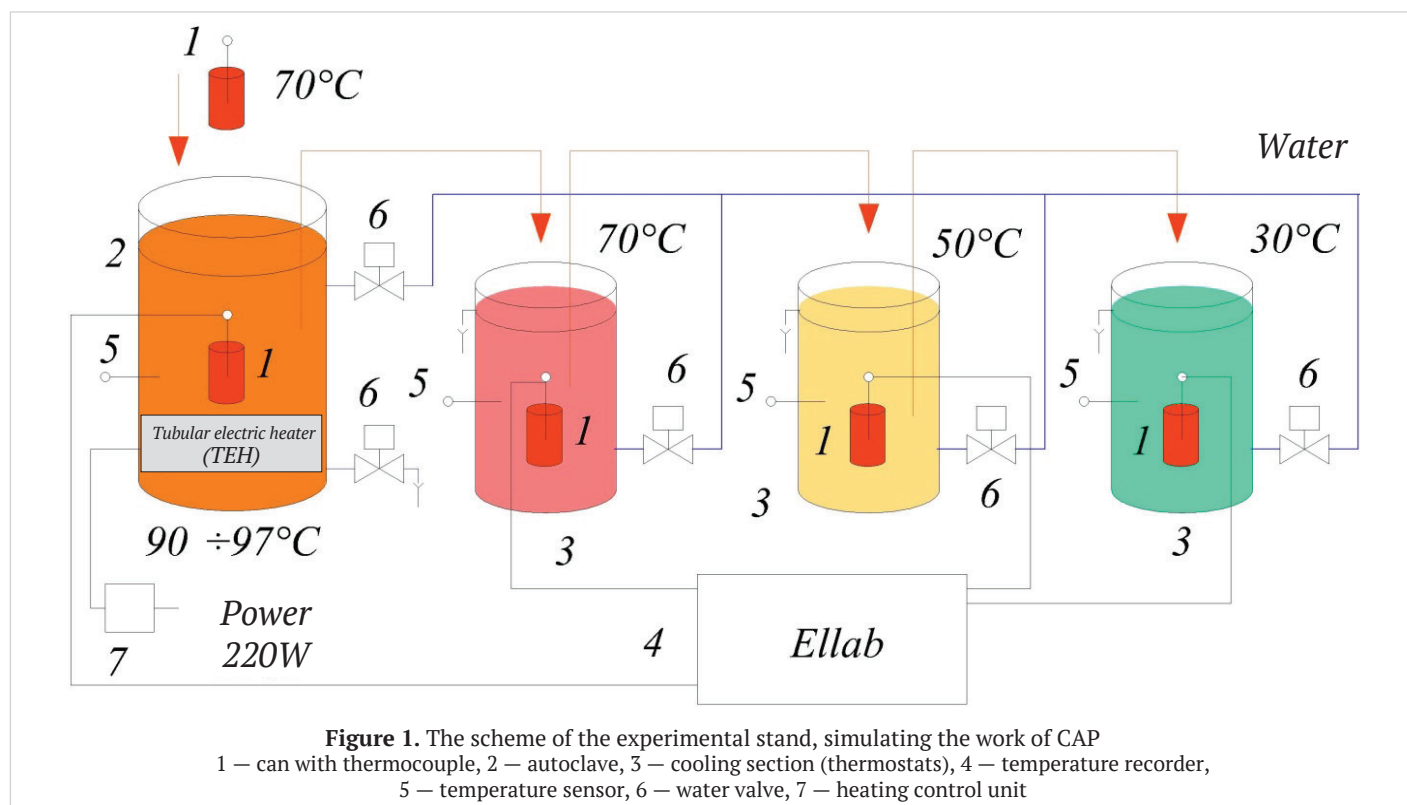 1
70°C
Water
6
2
70°C
50°C
30°C
5
1
6
Tubular electric heater
(TEH)
5
1
6
5
1
6
5
1
6
90 ÷97°C
3
3
3
Power
220W
7
4
Ellab
Figure 1. The scheme of the experimental stand, simulating the work of CAP
1 — can with thermocouple, 2 — autoclave, 3 — cooling section (thermostats), 4 — temperature recorder,
5 — temperature sensor, 6 — water valve, 7 — heating control unit